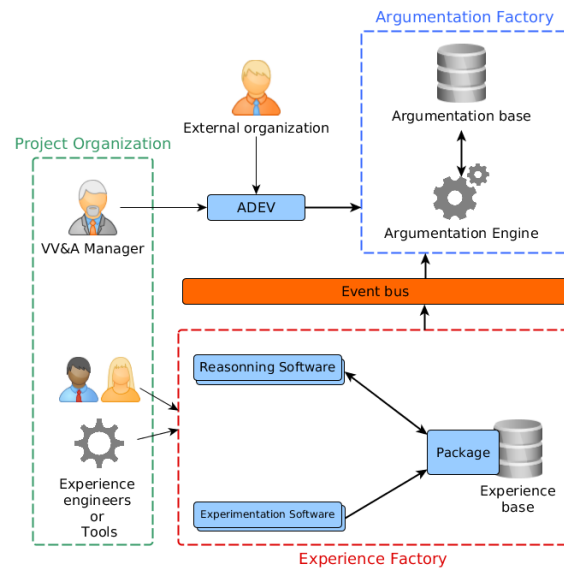 Argumentation Factory
Argumentation base
External organization
Project Organization
ADEV
Argumentation Engine
VV&A Manager
Event bus
Reasonning Software
Package
Experience
engineers
or
Tools
Experimentation Software
Experience
base
Experience Factory